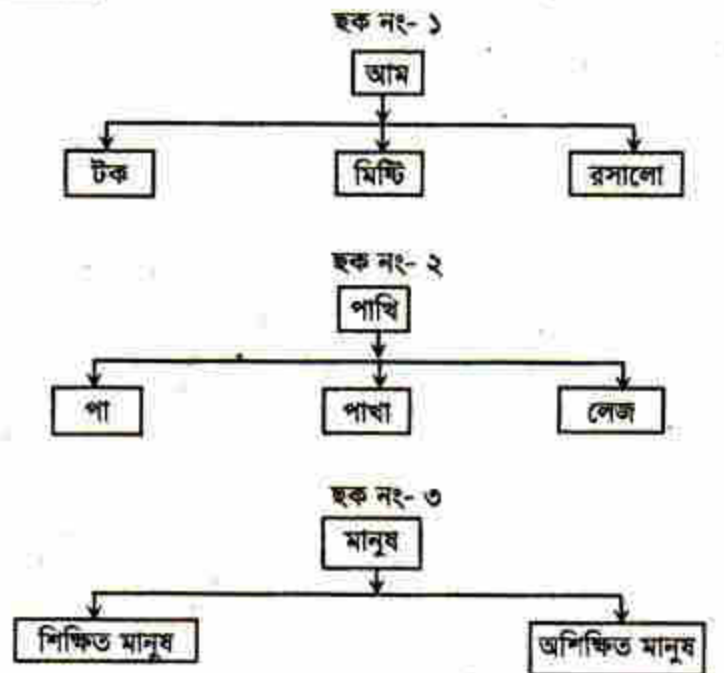 ছক নং- ১
আম
টক মিষ্টি রসালো
ছক নং- ২
পাখি
পা পাখা লেজ
ছক নং- ৩
মানুষ
শিক্ষিত মানুষ অশিক্ষিত মানুষ